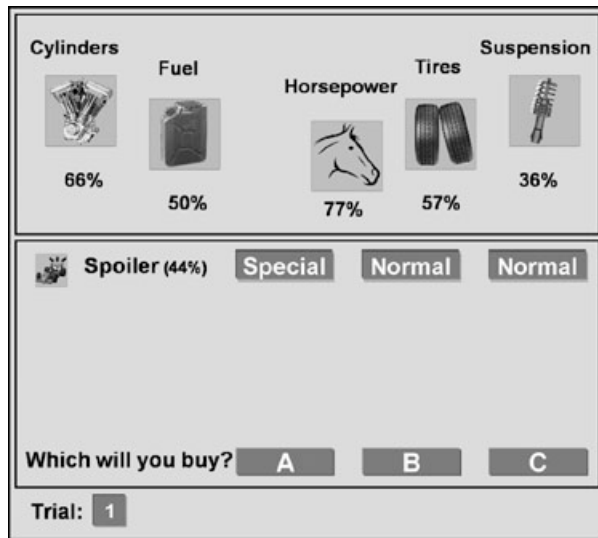 Cylinders
Fuel
Horsepower
Tires
Suspension
66%
50%
77%
57%
36%
Spoiler (44%) Special Normal Normal
Which will you buy? A B C
Trial: 1